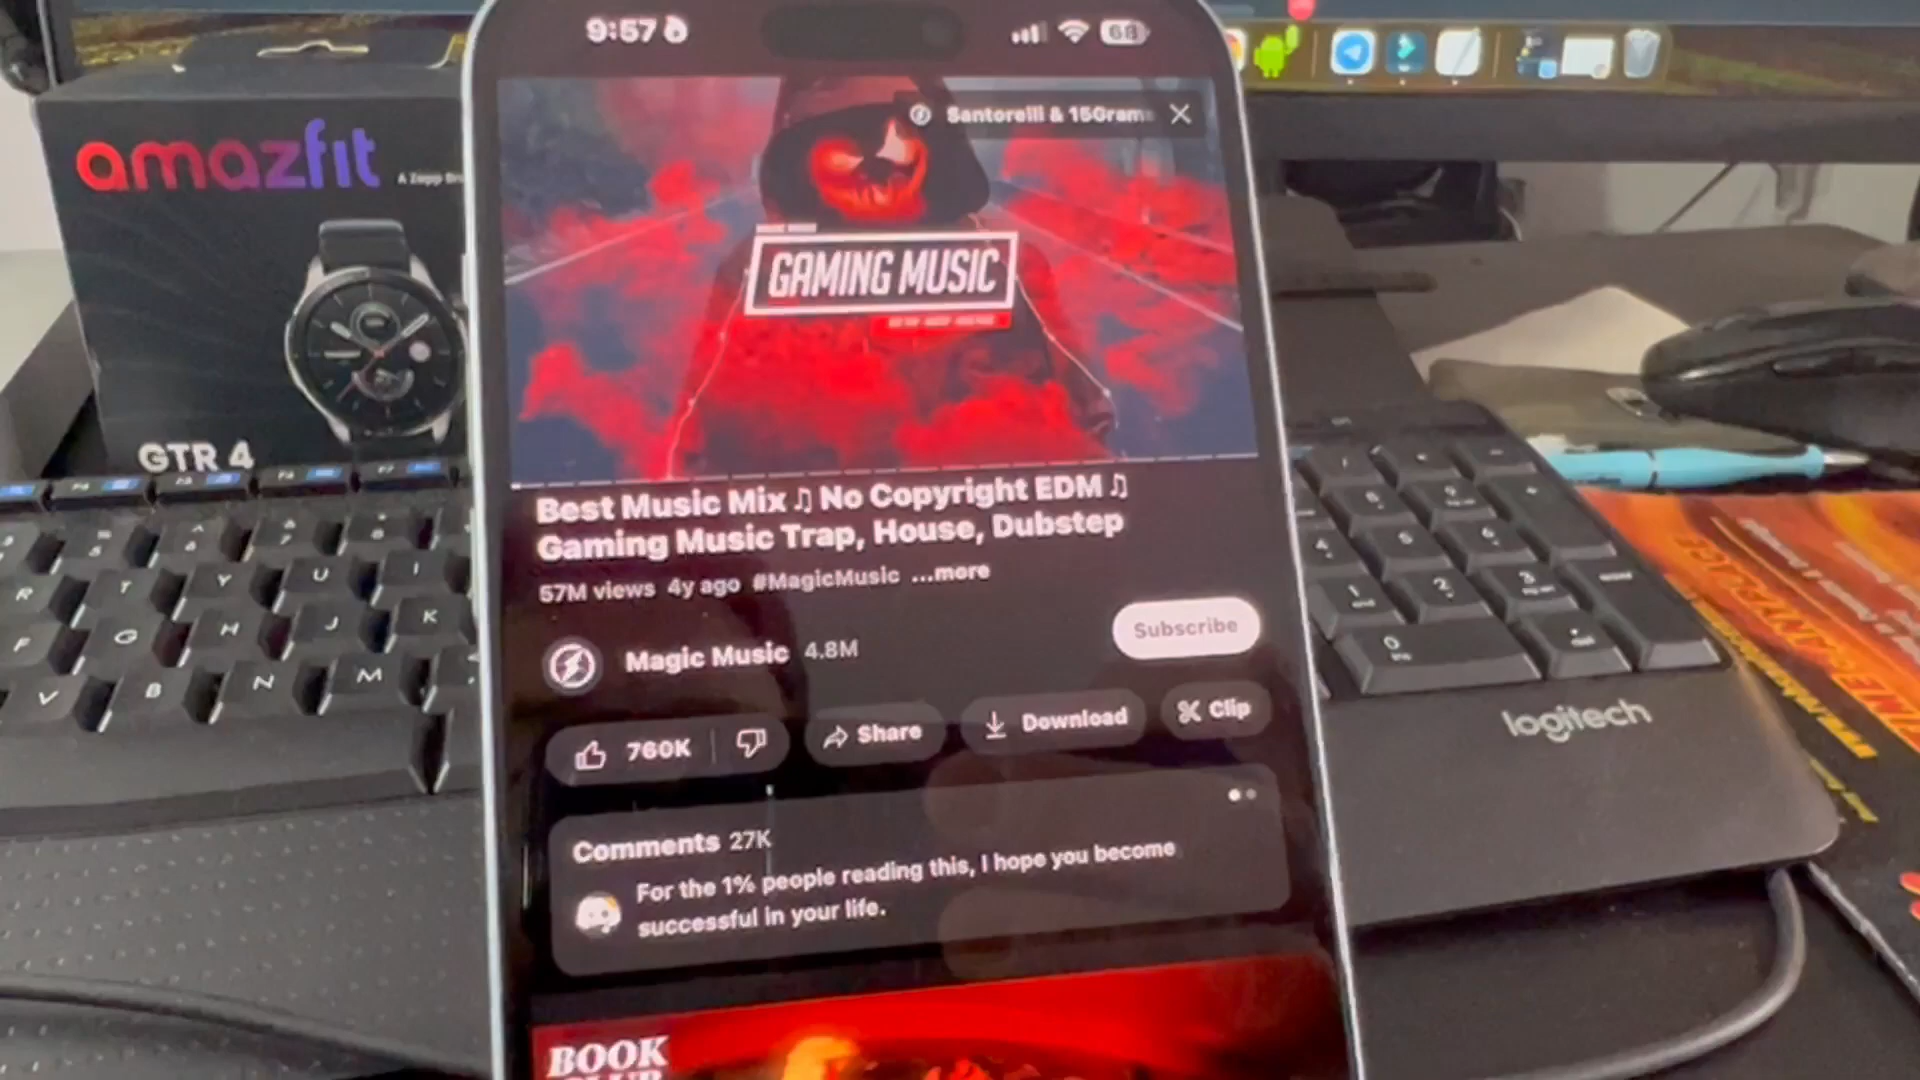 9:57
68
Santorelli & 15Grams
amazfit
GAMING MUSIC
GTR 4
Best Music Mix ♫ No Copyright EDM ♫
Gaming Music Trap, House, Dubstep
57M views 4y ago #MagicMusic ...more
Magic Music 4.8M
Subscribe
760K
Share
Download
Clip
Comments 27K
For the 1% people reading this, I hope you become
successful in your life.
BOOK
R T Y U I
F G H J K
V B N M
logitech